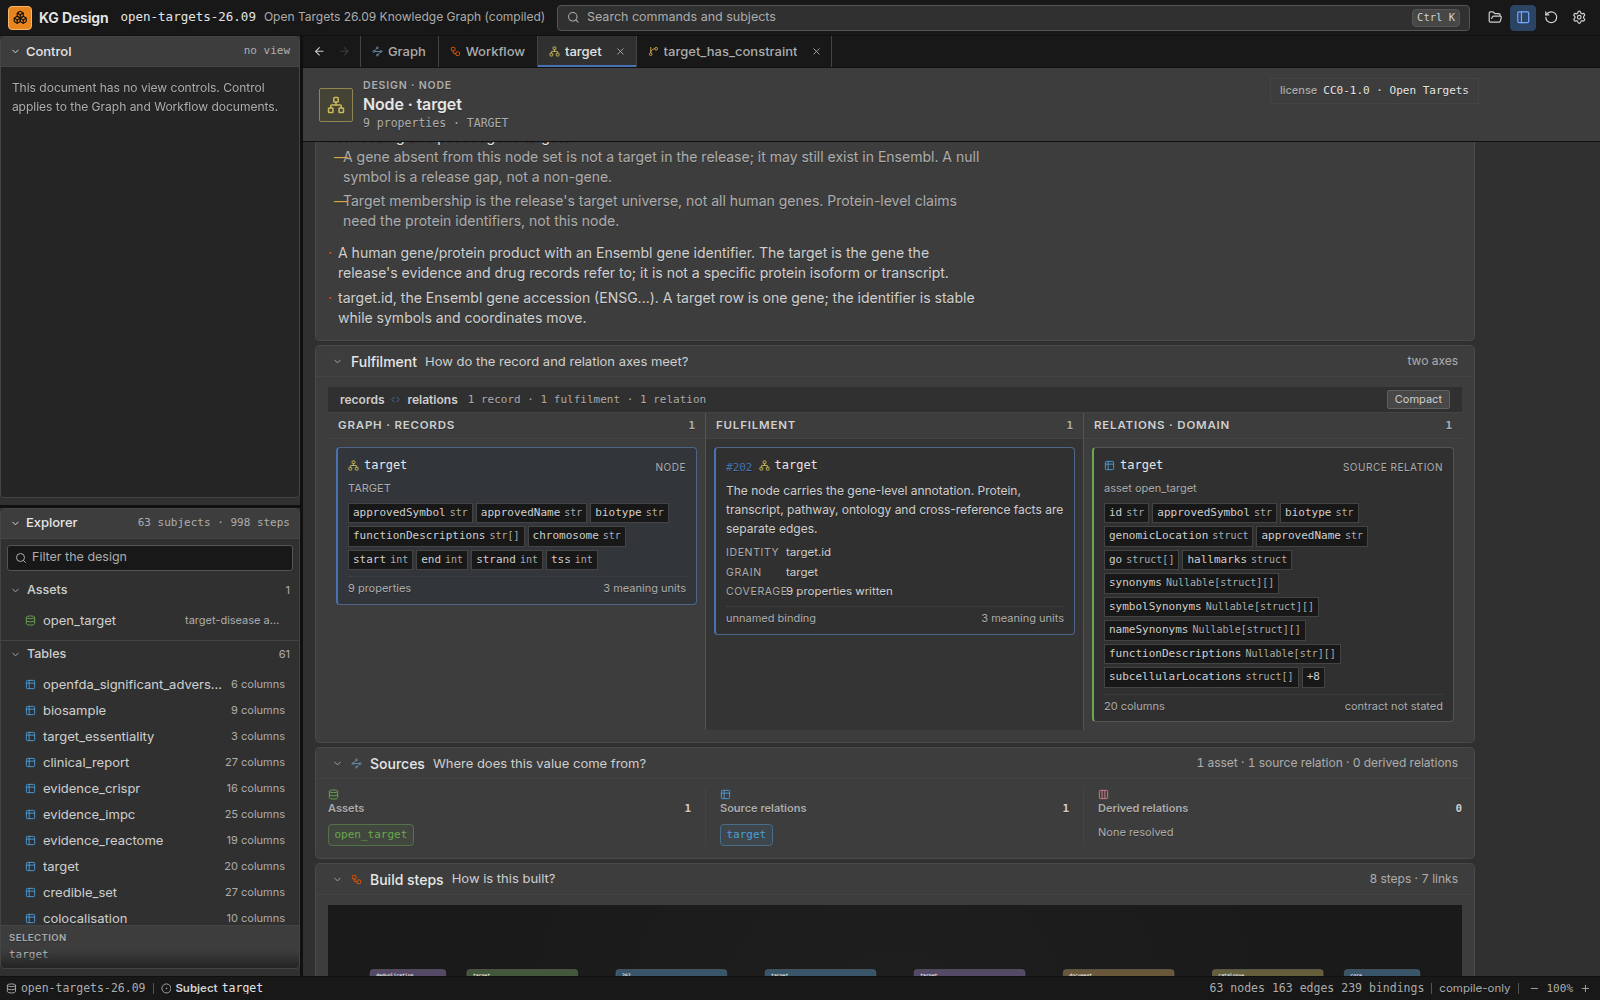 KG Design open-targets-26.09 Open Targets 26.09 Knowledge Graph (compiled) Search commands and subjects Ctrl K
Control no view
This document has no view controls. Control
applies to the Graph and Workflow documents.
Explorer 63 subjects · 998 steps
Filter the design
Assets 1
open_target target-disease a...
Tables 61
openfda_significant_advers... 6 columns
biosample 9 columns
target_essentiality 3 columns
clinical_report 27 columns
evidence_crispr 16 columns
evidence_impc 25 columns
evidence_reactome 19 columns
target 20 columns
credible_set 27 columns
colocalisation 10 columns
SELECTION
target
Graph Workflow target target_has_constraint
DESIGN · NODE
Node · target
9 properties · TARGET
license CC0-1.0 · Open Targets
—A gene absent from this node set is not a target in the release; it may still exist in Ensembl. A null
symbol is a release gap, not a non-gene.
—Target membership is the release's target universe, not all human genes. Protein-level claims
need the protein identifiers, not this node.
· A human gene/protein product with an Ensembl gene identifier. The target is the gene the
release's evidence and drug records refer to; it is not a specific protein isoform or transcript.
· target.id, the Ensembl gene accession (ENSG...). A target row is one gene; the identifier is stable
while symbols and coordinates move.
Fulfilment How do the record and relation axes meet? two axes
records <> relations 1 record · 1 fulfilment · 1 relation Compact
GRAPH · RECORDS 1
target NODE
TARGET
approvedSymbol str approvedName str biotype str
functionDescriptions str[] chromosome str
start int end int strand int tss int
9 properties 3 meaning units
FULFILMENT 1
#202 target
The node carries the gene-level annotation. Protein,
transcript, pathway, ontology and cross-reference facts are
separate edges.
IDENTITY target.id
GRAIN target
COVERAGE 9 properties written
unnamed binding 3 meaning units
RELATIONS · DOMAIN 1
target SOURCE RELATION
asset open_target
id str approvedSymbol str biotype str
genomicLocation struct approvedName str
go struct[] hallmarks struct
synonyms Nullable[struct][]
symbolSynonyms Nullable[struct][]
nameSynonyms Nullable[struct][]
functionDescriptions Nullable[str][]
subcellularLocations struct[] +8
20 columns contract not stated
Sources Where does this value come from? 1 asset · 1 source relation · 0 derived relations
Assets 1
open_target
Source relations 1
target
Derived relations 0
None resolved
Build steps How is this built? 8 steps · 7 links
open-targets-26.09 Subject target 63 nodes 163 edges 239 bindings compile-only − 100% +